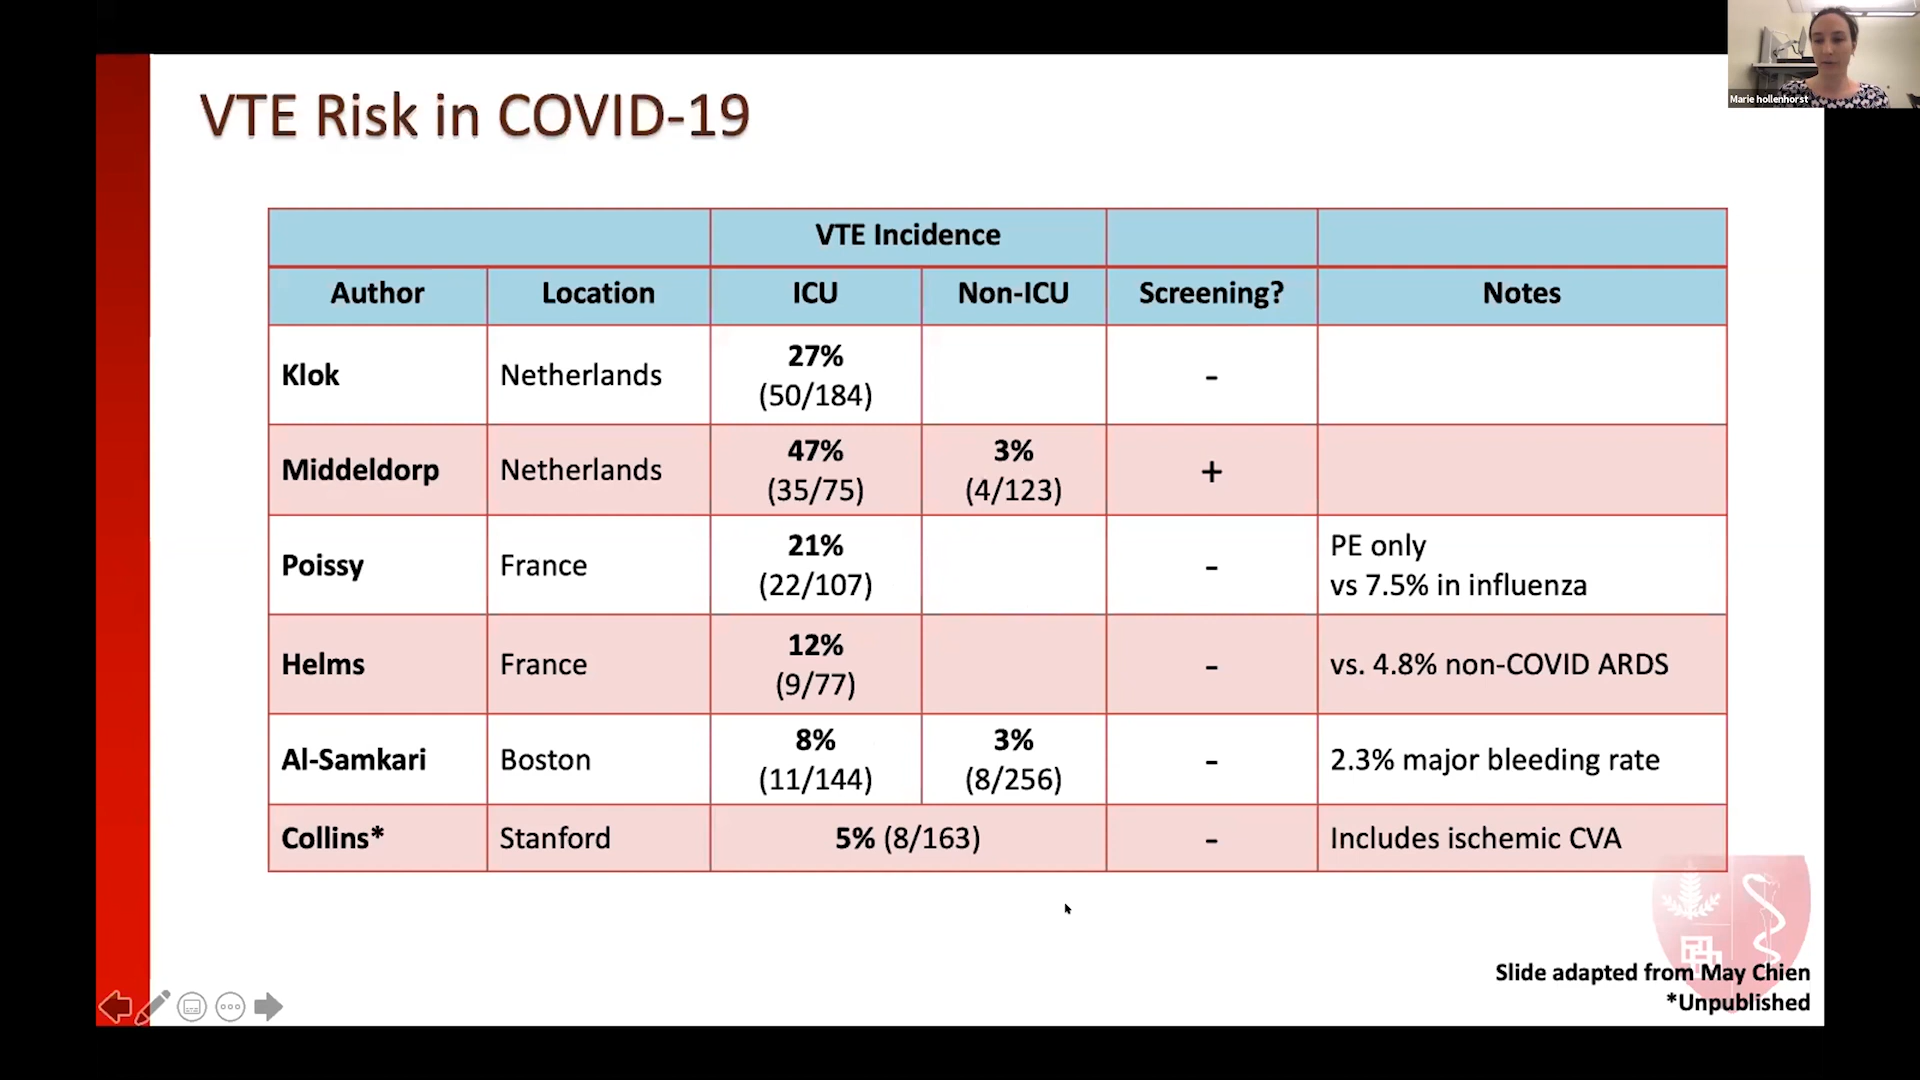 Marie hollenhorst
VTE Risk in COVID-19
VTE Incidence
Author Location ICU Non-ICU Screening? Notes
Klok Netherlands 27% (50/184) -
Middeldorp Netherlands 47% (35/75) 3% (4/123) +
Poissy France 21% (22/107) - PE only
vs 7.5% in influenza
Helms France 12% (9/77) - vs. 4.8% non-COVID ARDS
Al-Samkari Boston 8% (11/144) 3% (8/256) - 2.3% major bleeding rate
Collins* Stanford 5% (8/163) - Includes ischemic CVA
Slide adapted from May Chien
*Unpublished